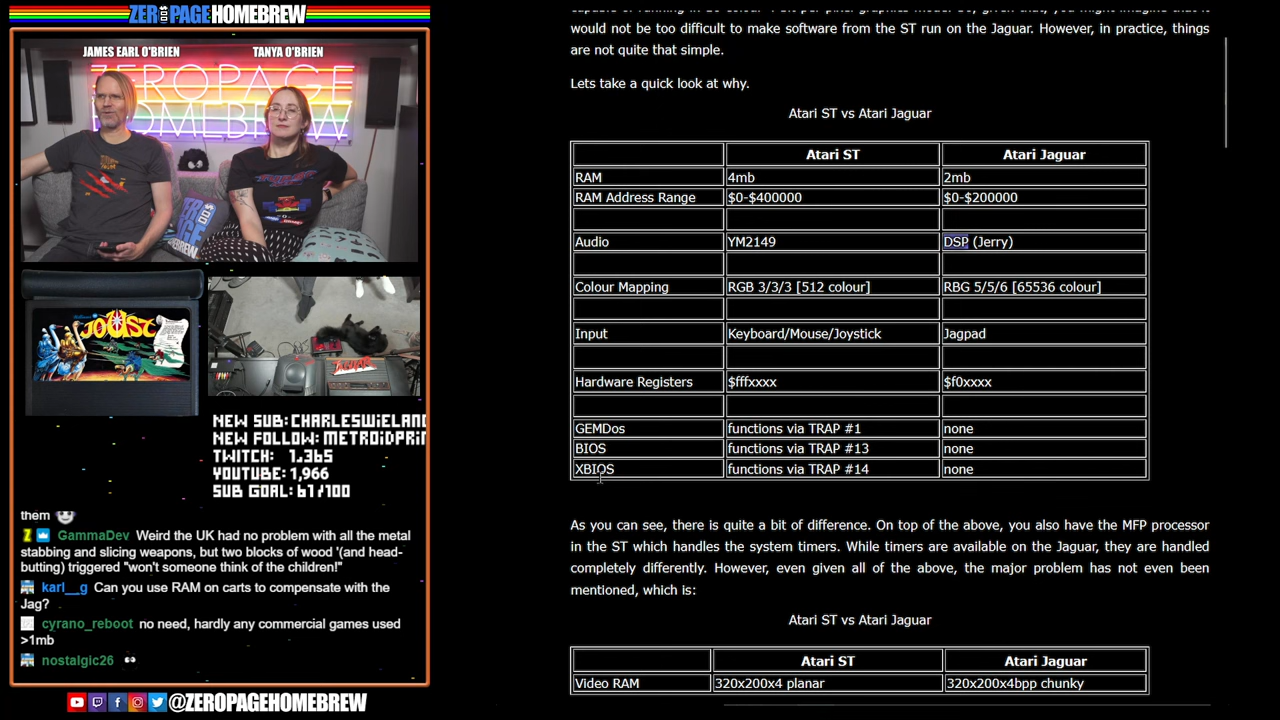 ZEROPAGEHOMEBREW
JAMES EARL O'BRIEN
TANYA O'BRIEN
ZEROPAGE
HOMEBREW
JOUST
NEW SUB: CHARLESWIELAN
NEW FOLLOW: METROIDPRI
TWITCH: 1,365
YOUTUBE: 1,966
SUB GOAL: 67/100
them
GammaDev Weird the UK had no problem with all the metal
stabbing and slicing weapons, but two blocks of wood '(and head-
butting) triggered "won't someone think of the children!"
karl__g Can you use RAM on carts to compensate with the
Jag?
cyrano_reboot no need, hardly any commercial games used
>1mb
nostalgic26
@ZEROPAGEHOMEBREW
would not be too difficult to make software from the ST run on the Jaguar. However, in practice, things
are not quite that simple.
Lets take a quick look at why.
Atari ST vs Atari Jaguar
Atari ST Atari Jaguar
RAM 4mb 2mb
RAM Address Range $0-$400000 $0-$200000
Audio YM2149 DSP (Jerry)
Colour Mapping RGB 3/3/3 [512 colour] RBG 5/5/6 [65536 colour]
Input Keyboard/Mouse/Joystick Jagpad
Hardware Registers $fffxxxx $f0xxxx
GEMDos functions via TRAP #1 none
BIOS functions via TRAP #13 none
XBIOS functions via TRAP #14 none
As you can see, there is quite a bit of difference. On top of the above, you also have the MFP processor
in the ST which handles the system timers. While timers are available on the Jaguar, they are handled
completely differently. However, even given all of the above, the major problem has not even been
mentioned, which is:
Atari ST vs Atari Jaguar
Atari ST Atari Jaguar
Video RAM 320x200x4 planar 320x200x4bpp chunky